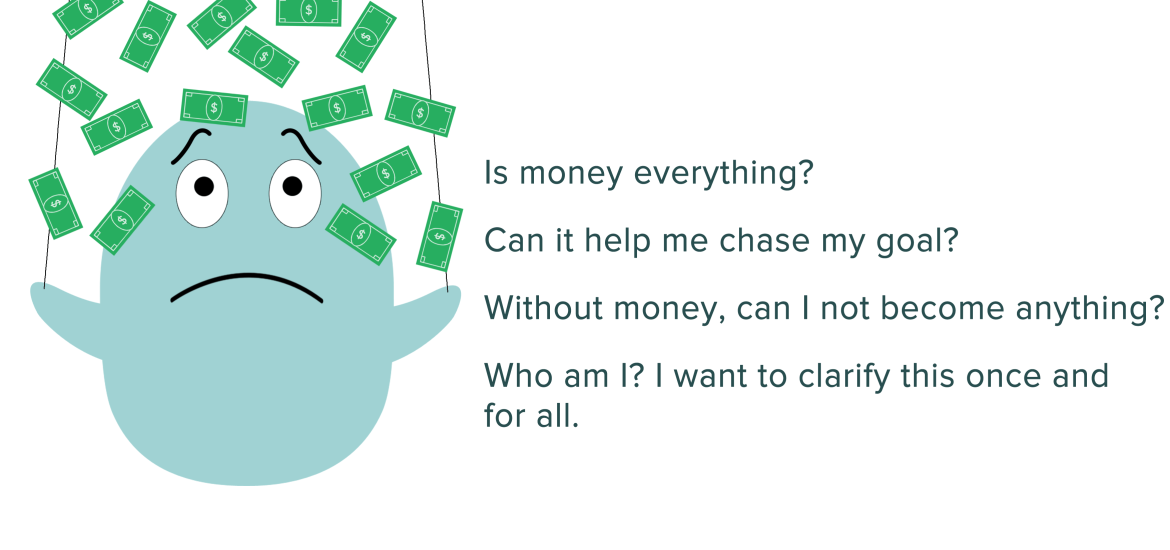 Is money everything?
Can it help me chase my goal?
Without money, can I not become anything?
Who am I? I want to clarify this once and
for all.